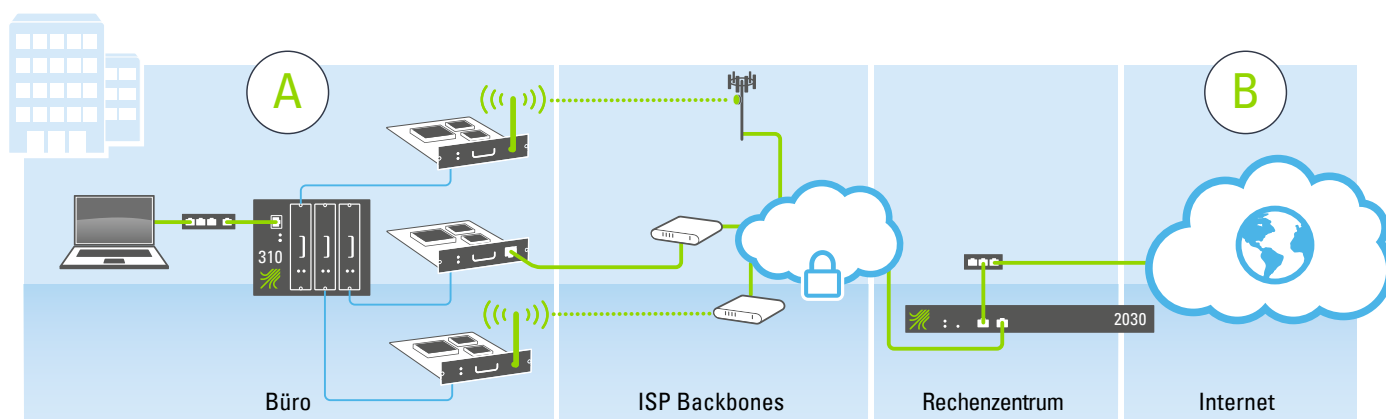 A
B
310
2030
Büro
ISP Backbones
Rechenzentrum
Internet